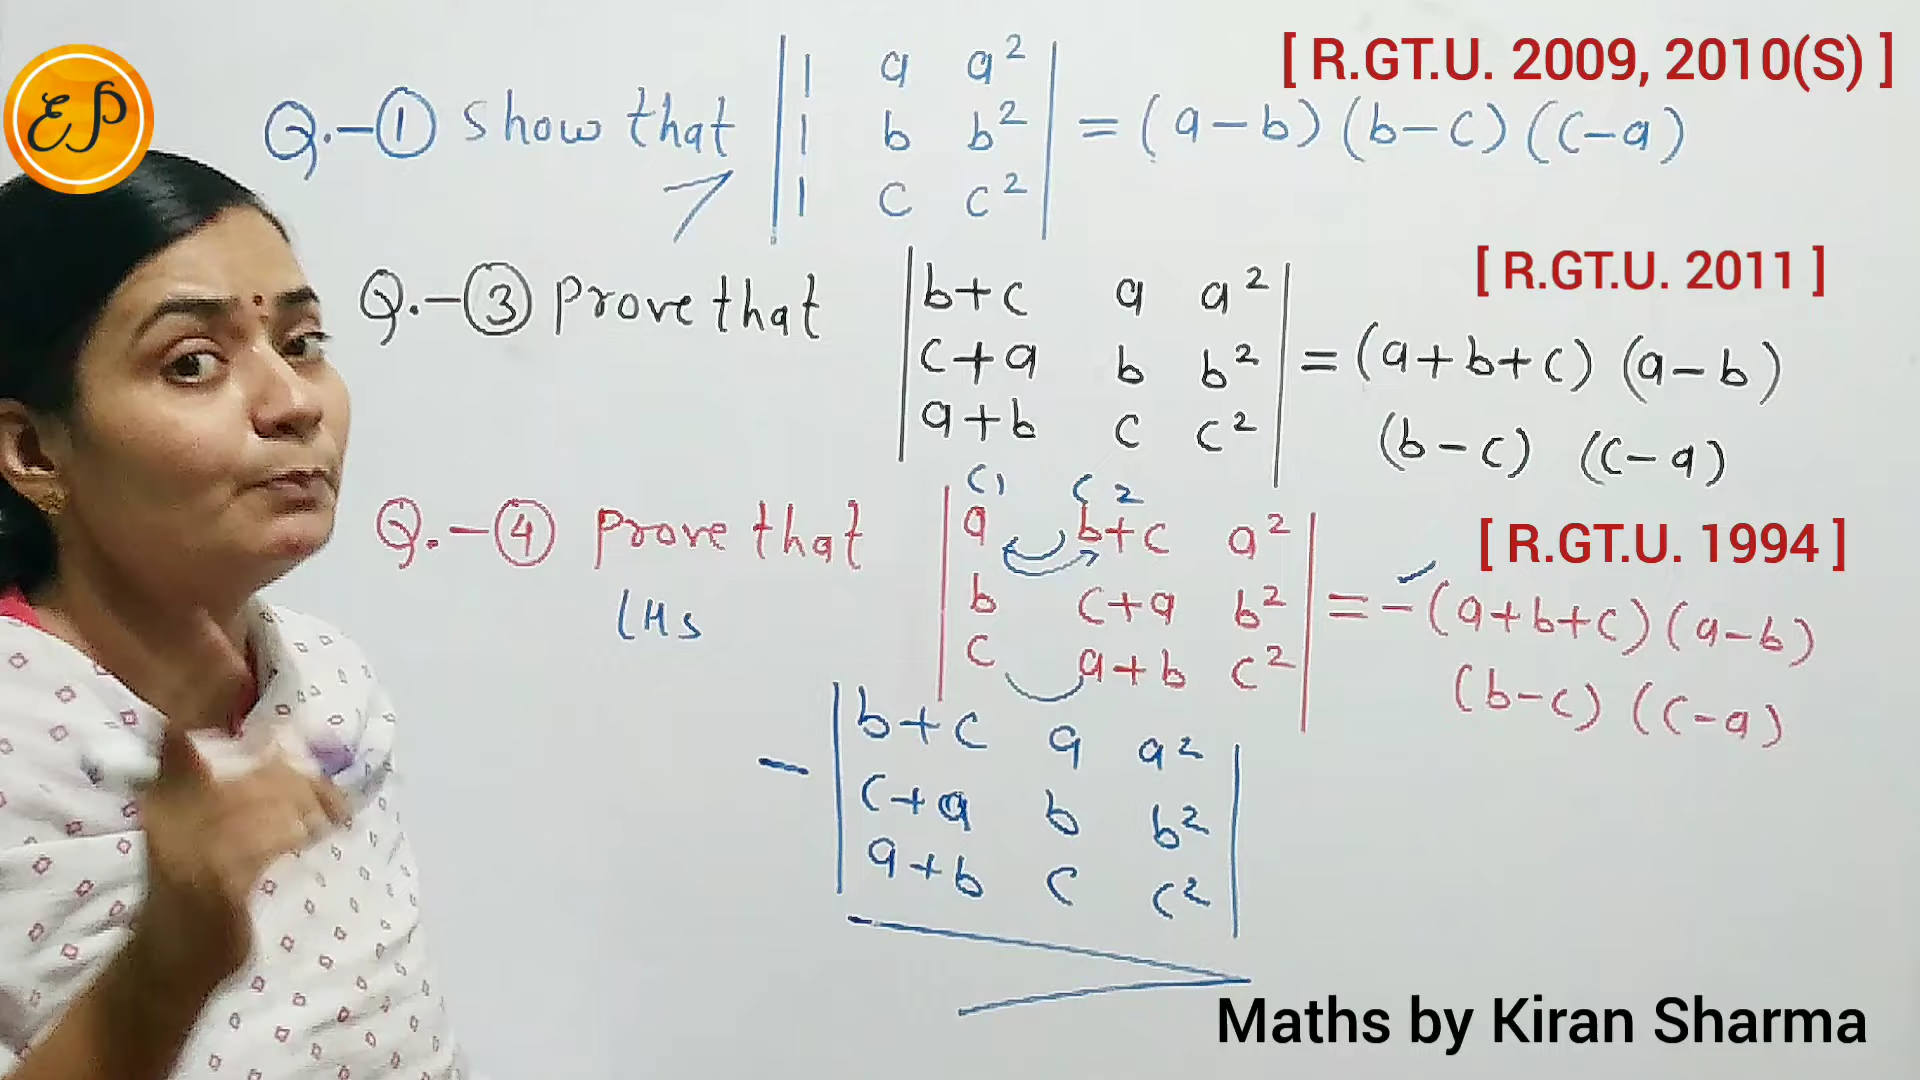 EP
[ R.GT.U. 2009, 2010(S) ]
Q.-① Show that | 1 a a² |
| 1 b b² | = (a-b) (b-c) (c-a)
| 1 c c² |
[ R.GT.U. 2011 ]
Q.-③ Prove that | b+c a a² |
| c+a b b² | = (a+b+c) (a-b)
| a+b c c² | (b-c) (c-a)
C1 C2
[ R.GT.U. 1994 ]
Q.-④ Prove that | a b+c a² |
LHS | b c+a b² | = -(a+b+c) (a-b)
| c a+b c² | (b-c) (c-a)
| b+c a a² |
- | c+a b b² |
| a+b c c² |
Maths by Kiran Sharma